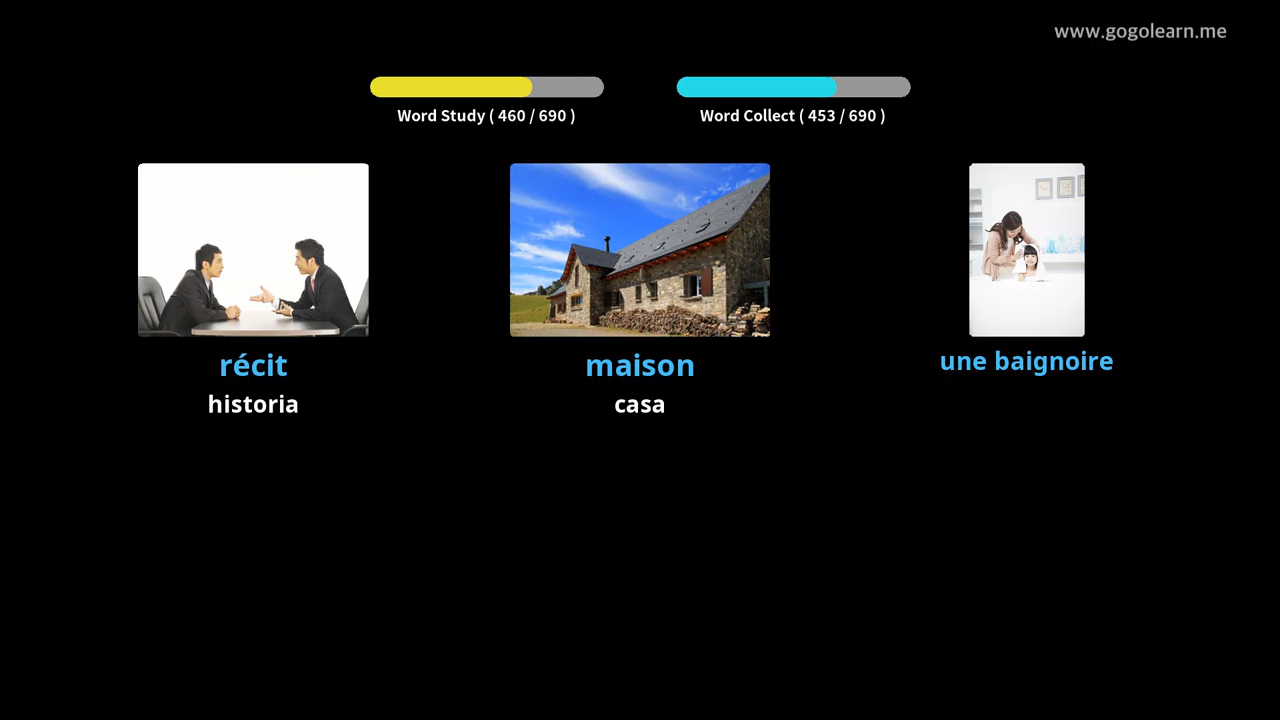 www.gogolearn.me
Word Study ( 460 / 690 )
Word Collect ( 453 / 690 )
récit
maison
une baignoire
historia
casa